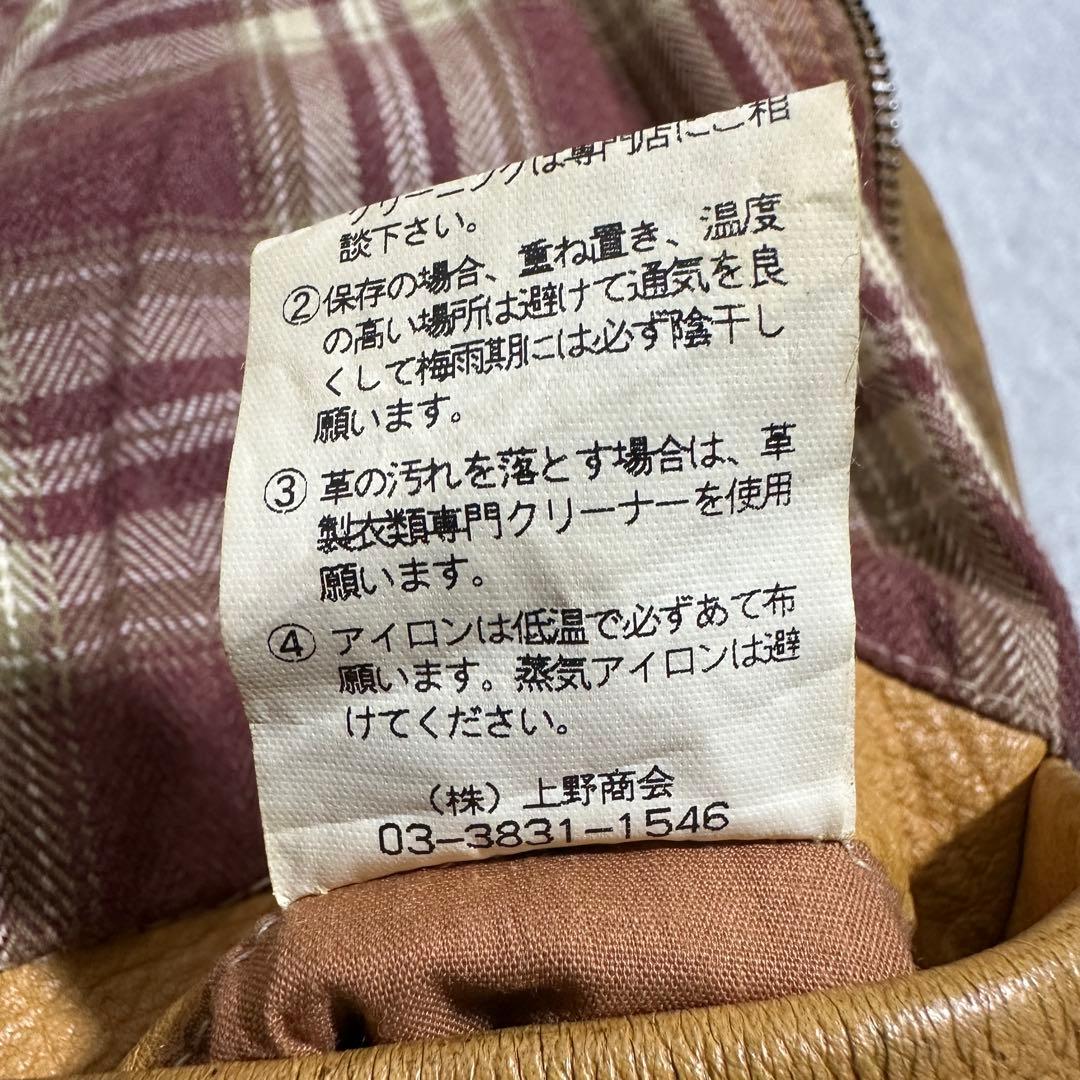 クリーニングは専門店にご相
談下さい。
②保存の場合、重ね置き、温度
の高い場所は避けて通気を良
くして梅雨期には必ず陰干し
願います。
③ 革の汚れを落とす場合は、革
製衣類専門クリーナーを使用
願います。
④ アイロンは低温で必ずあて布
願います。蒸気アイロンは避
けてください。
（株）上野商会
03-3831-1546